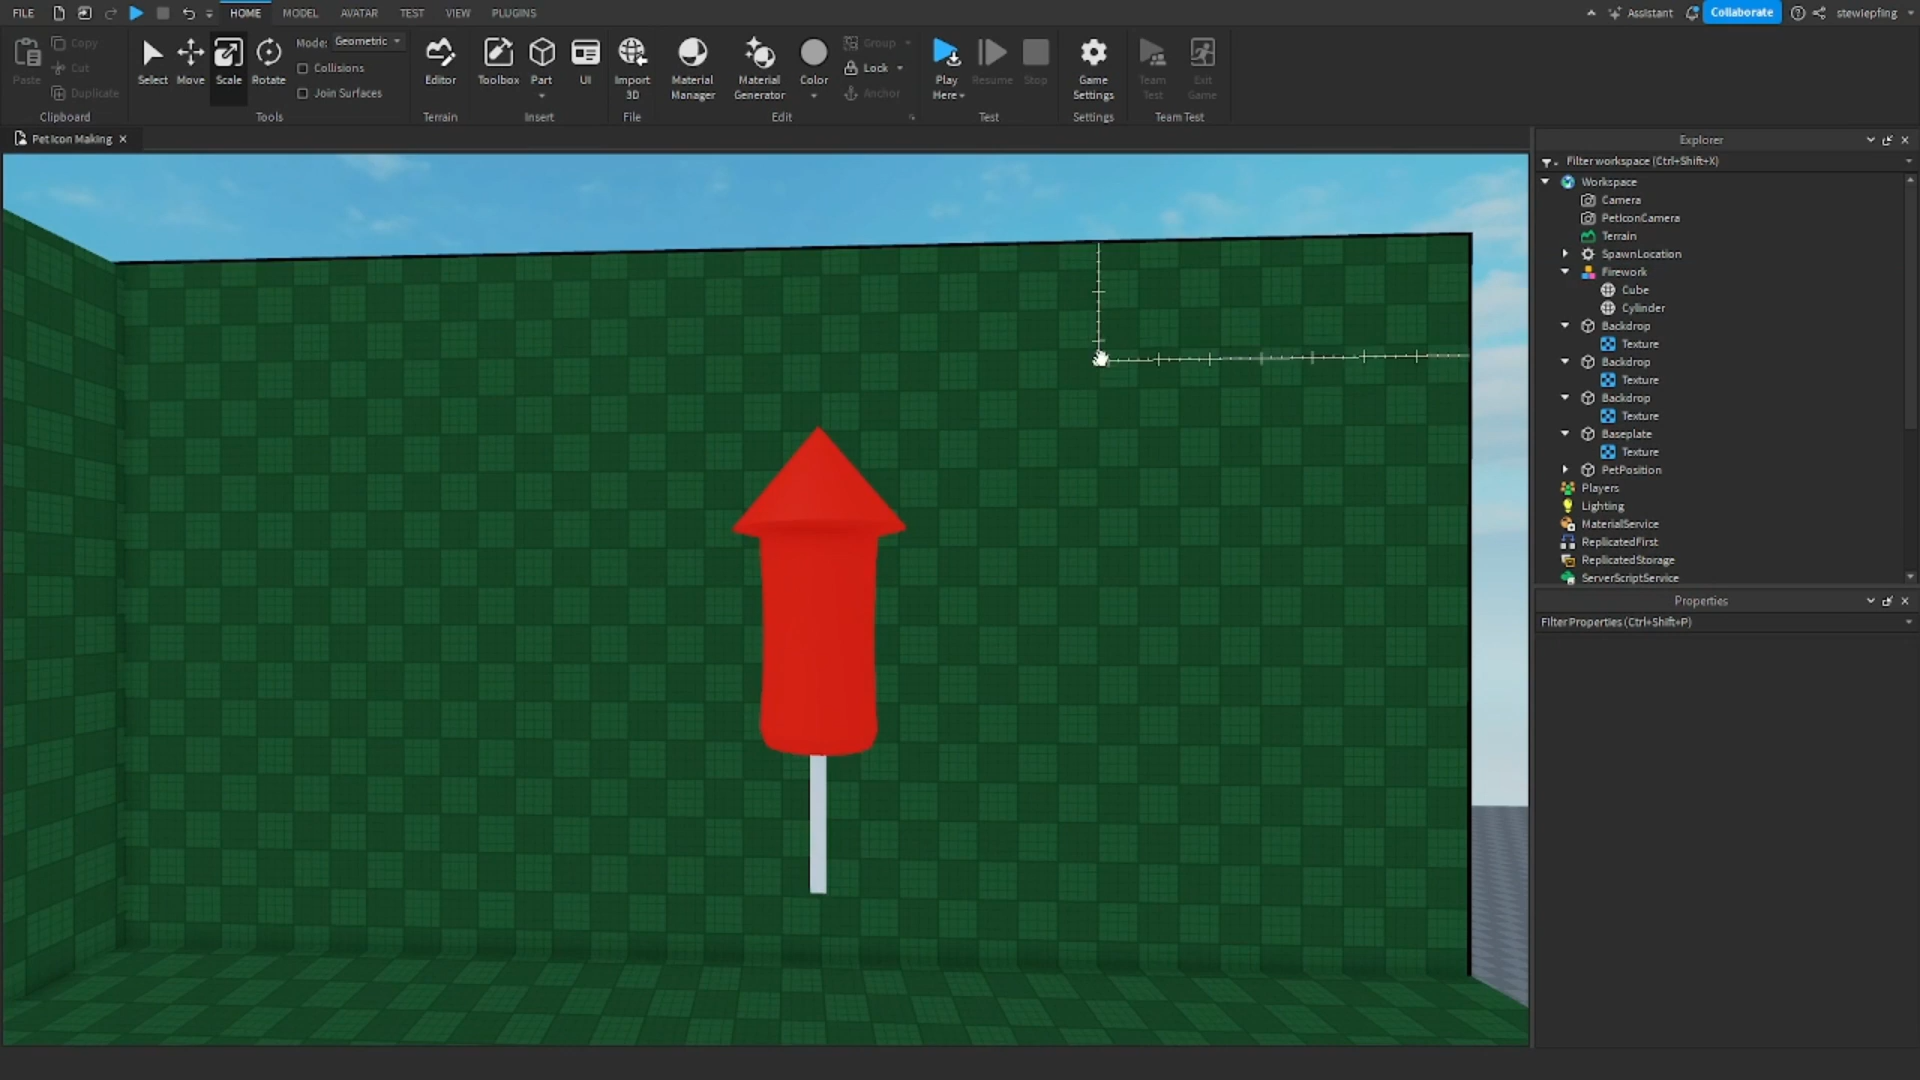 FILE HOME MODEL AVATAR TEST VIEW PLUGINS Assistant Collaborate stewiepfing
Paste Copy Cut Duplicate
Clipboard
Select Move Scale Rotate
Mode: Geometric
Collisions
Join Surfaces
Tools
Editor
Terrain
Toolbox Part UI
Insert
Import 3D
File
Material Manager Material Generator Color
Group
Lock
Anchor
Edit
Play Here Resume Stop
Test
Game Settings
Settings
Team Test Exit Game
Team Test
Pet Icon Making
Explorer
Filter workspace (Ctrl+Shift+X)
Workspace
Camera
PetIconCamera
Terrain
SpawnLocation
Firework
Cube
Cylinder
Backdrop
Texture
Backdrop
Texture
Backdrop
Texture
Baseplate
Texture
PetPosition
Players
Lighting
MaterialService
ReplicatedFirst
ReplicatedStorage
ServerScriptService
Properties
Filter Properties (Ctrl+Shift+P)